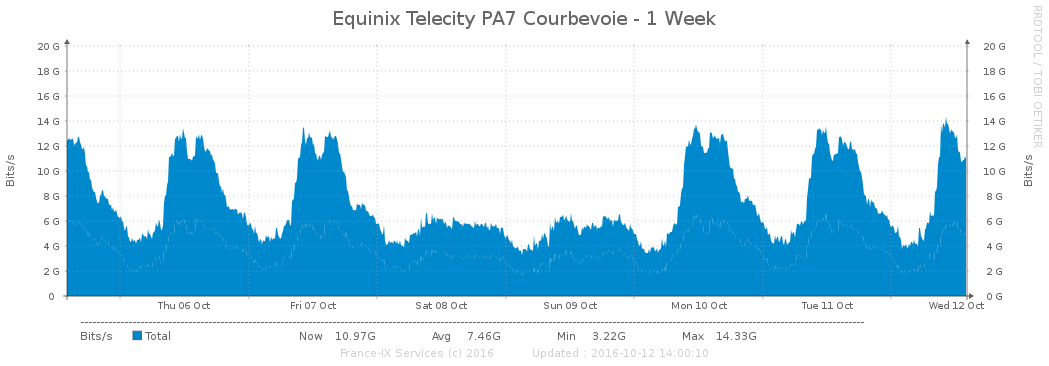 Equinix Telecity PA7 Courbevoie - 1 Week
RRDTOOL / TOBI OETIKER
Bits/s
20 G 20 G
18 G 18 G
16 G 16 G
14 G 14 G
12 G 12 G
10 G 10 G
8 G 8 G
6 G 6 G
4 G 4 G
2 G 2 G
0 0 G
Bits/s
Thu 06 Oct Fri 07 Oct Sat 08 Oct Sun 09 Oct Mon 10 Oct Tue 11 Oct Wed 12 Oct
Bits/s Total Now 10.97G Avg 7.46G Min 3.22G Max 14.33G
France-IX Services (c) 2016 Updated : 2016-10-12 14:00:10